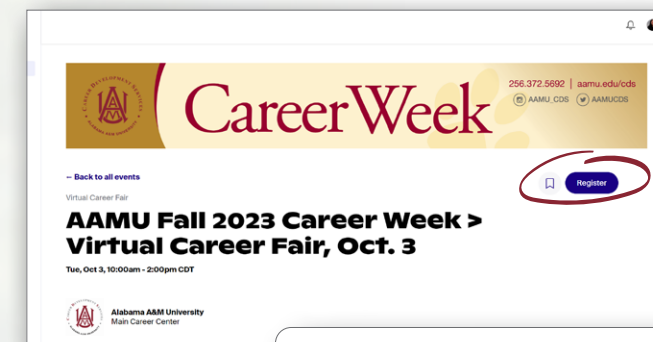 CareerWeek
256.372.5692 | aamu.edu/cds
AAMU_CDS AAMUCDS
– Back to all events
Register
Virtual Career Fair
AAMU Fall 2023 Career Week >
Virtual Career Fair, Oct. 3
Tue, Oct 3, 10:00am - 2:00pm CDT
Alabama A&M University
Main Career Center